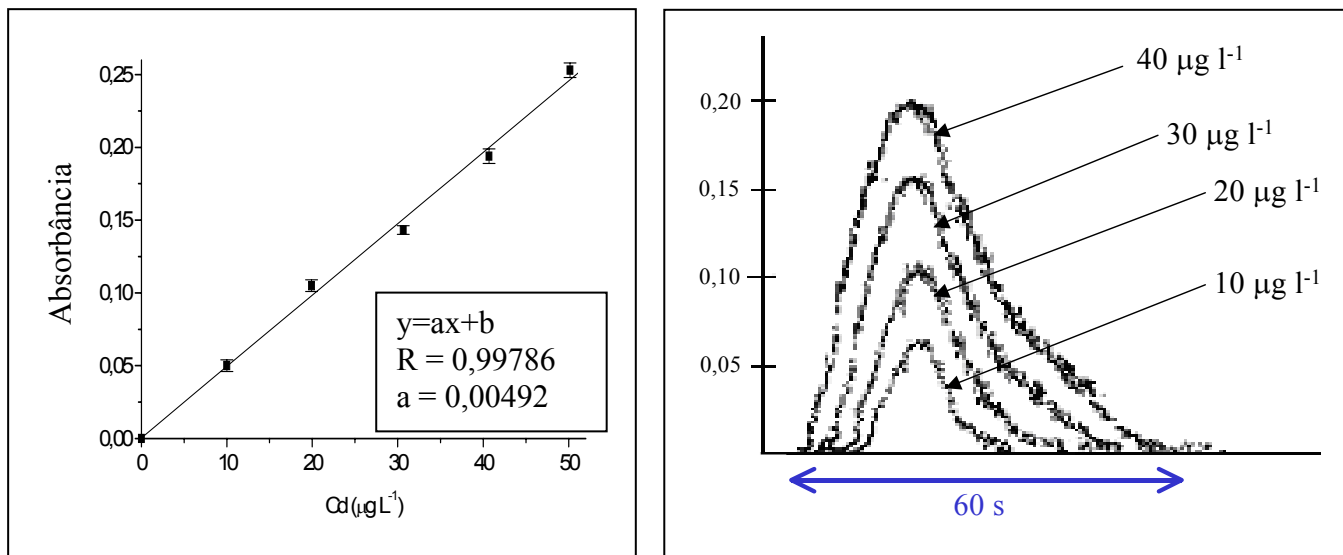 Absorbância
0,25
0,20
0,15
0,10
0,05
0,00
0
10
20
30
40
50
Cd(μg L⁻¹)
y=ax+b
R = 0,99786
a = 0,00492
0,20
0,15
0,10
0,05
40 μg l⁻¹
30 μg l⁻¹
20 μg l⁻¹
10 μg l⁻¹
60 s